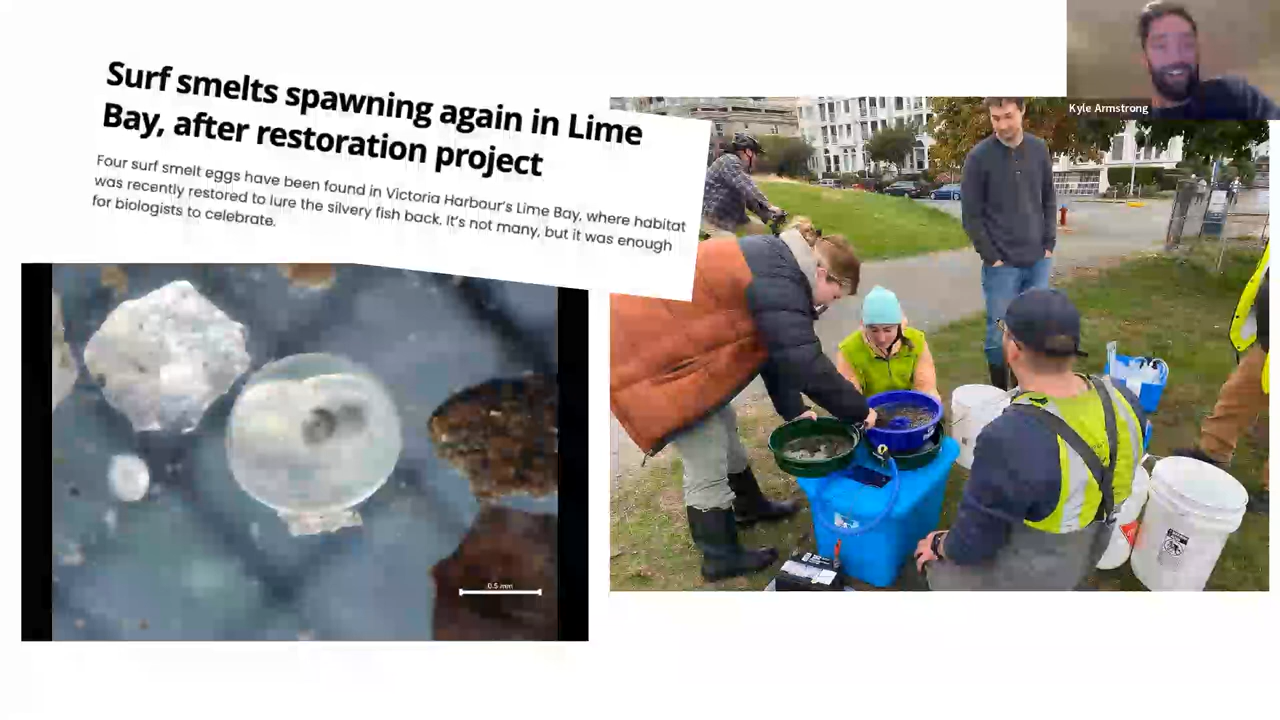 Surf smelts spawning again in Lime
Bay, after restoration project
Four surf smelt eggs have been found in Victoria Harbour's Lime Bay, where habitat
was recently restored to lure the silvery fish back. It's not many, but it was enough
for biologists to celebrate.
Kyle Armstrong
0.5 mm